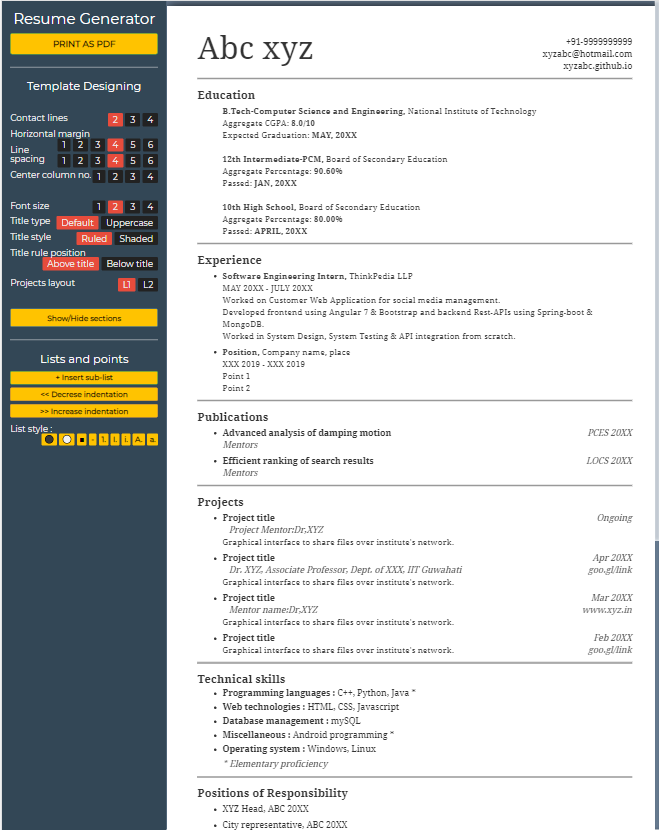 Resume Generator
PRINT AS PDF
Template Designing
Contact lines 2 3 4
Horizontal margin
1 2 3 4 5 6
Line
spacing 1 2 3 4 5 6
Center column no. 1 2 3 4
Font size 1 2 3 4
Title type Default Uppercase
Title style Ruled Shaded
Title rule position
Above title Below title
Projects layout L1 L2
Show/Hide sections
Lists and points
+ Insert sub-list
<< Decrese indentation
>> Increase indentation
List style :
- 1. I. i. A. a.
Abc xyz
+91-9999999999
xyzabc@hotmail.com
xyzabc.github.io
Education
B.Tech-Computer Science and Engineering, National Institute of Technology
Aggregate CGPA: 8.0/10
Expected Graduation: MAY, 20XX
12th Intermediate-PCM, Board of Secondary Education
Aggregate Percentage: 90.60%
Passed: JAN, 20XX
10th High School, Board of Secondary Education
Aggregate Percentage: 80.00%
Passed: APRIL, 20XX
Experience
• Software Engineering Intern, ThinkPedia LLP
MAY 20XX - JULY 20XX
Worked on Customer Web Application for social media management.
Developed frontend using Angular 7 & Bootstrap and backend Rest-APIs using Spring-boot &
MongoDB.
Worked in System Design, System Testing & API integration from scratch.
• Position, Company name, place
XXX 2019 - XXX 2019
Point 1
Point 2
Publications
• Advanced analysis of damping motion PCES 20XX
Mentors
• Efficient ranking of search results LOCS 20XX
Mentors
Projects
• Project title Ongoing
Project Mentor:Dr,XYZ
Graphical interface to share files over institute's network.
• Project title Apr 20XX
Dr. XYZ, Associate Professor, Dept. of XXX, IIT Guwahati goo.gl/link
Graphical interface to share files over institute's network.
• Project title Mar 20XX
Mentor name:Dr,XYZ www.xyz.in
Graphical interface to share files over institute's network.
• Project title Feb 20XX
Graphical interface to share files over institute's network. goo.gl/link
Technical skills
• Programming languages : C++, Python, Java *
• Web technologies : HTML, CSS, Javascript
• Database management : mySQL
• Miscellaneous : Android programming *
• Operating system : Windows, Linux
* Elementary proficiency
Positions of Responsibility
• XYZ Head, ABC 20XX
• City representative, ABC 20XX